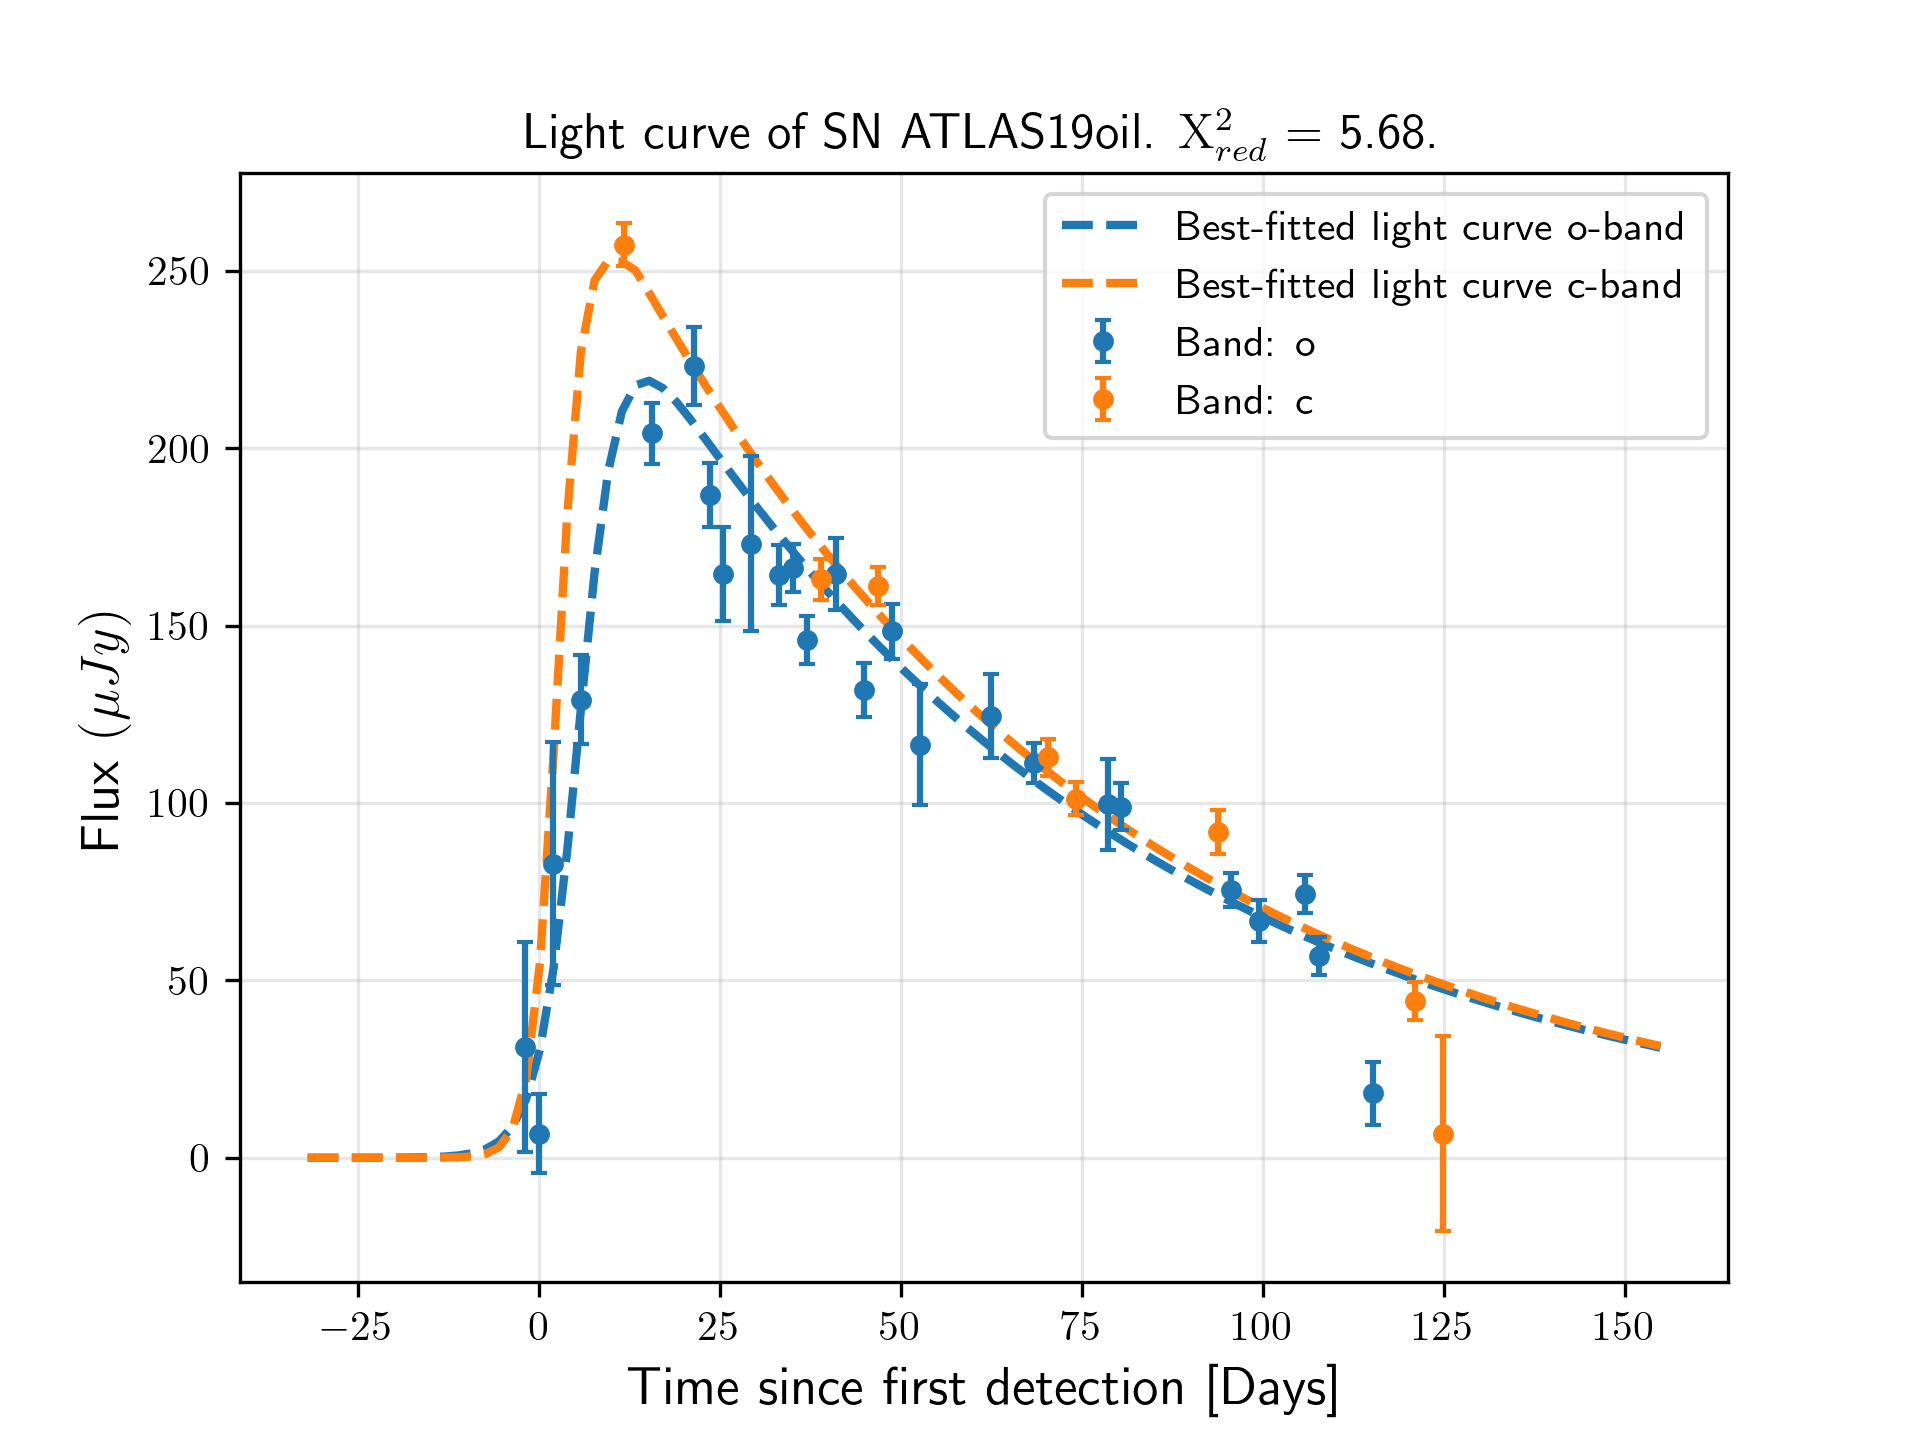 Light curve of SN ATLAS19oil. X²_red = 5.68.
Best-fitted light curve o-band
Best-fitted light curve c-band
Band: o
Band: c
250
200
150
100
50
0
Flux (μJy)
−25 0 25 50 75 100 125 150
Time since first detection [Days]